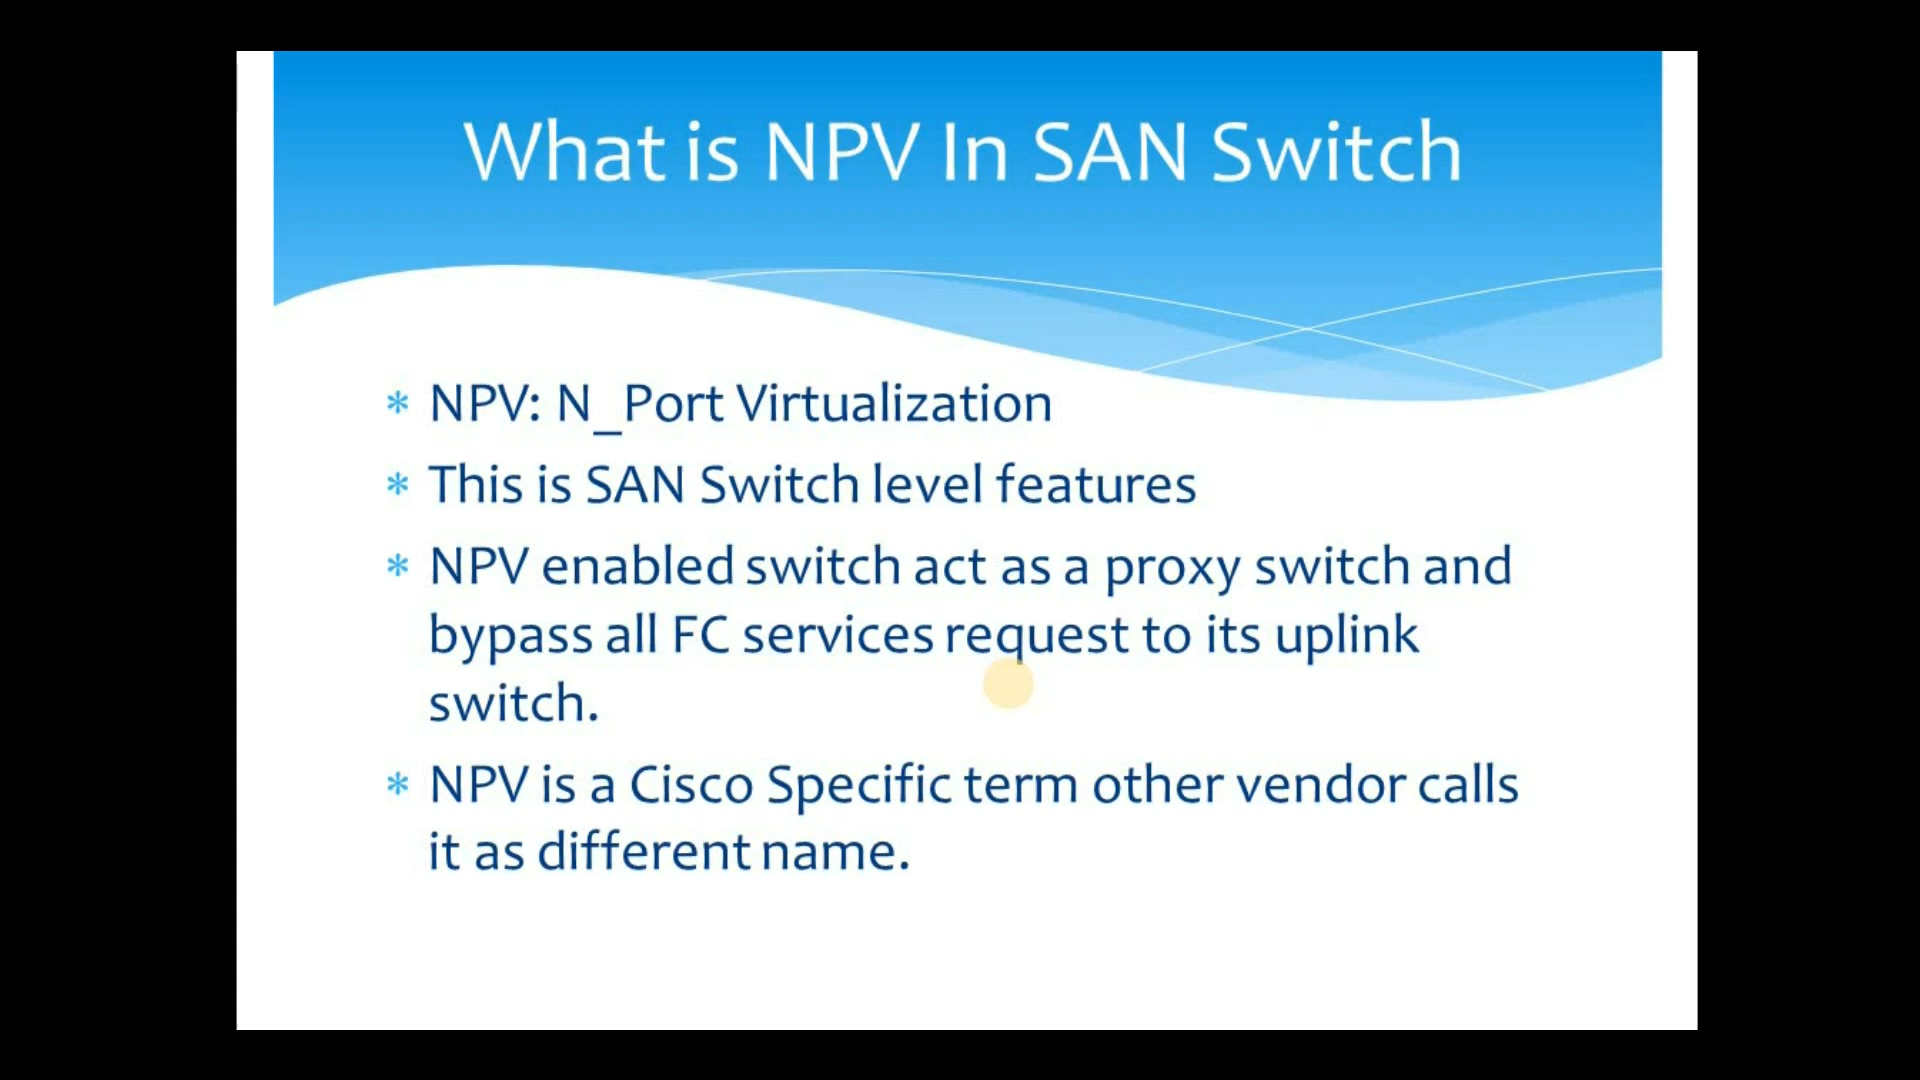 What is NPV In SAN Switch
* NPV: N_Port Virtualization
* This is SAN Switch level features
* NPV enabled switch act as a proxy switch and
bypass all FC services request to its uplink
switch.
* NPV is a Cisco Specific term other vendor calls
it as different name.